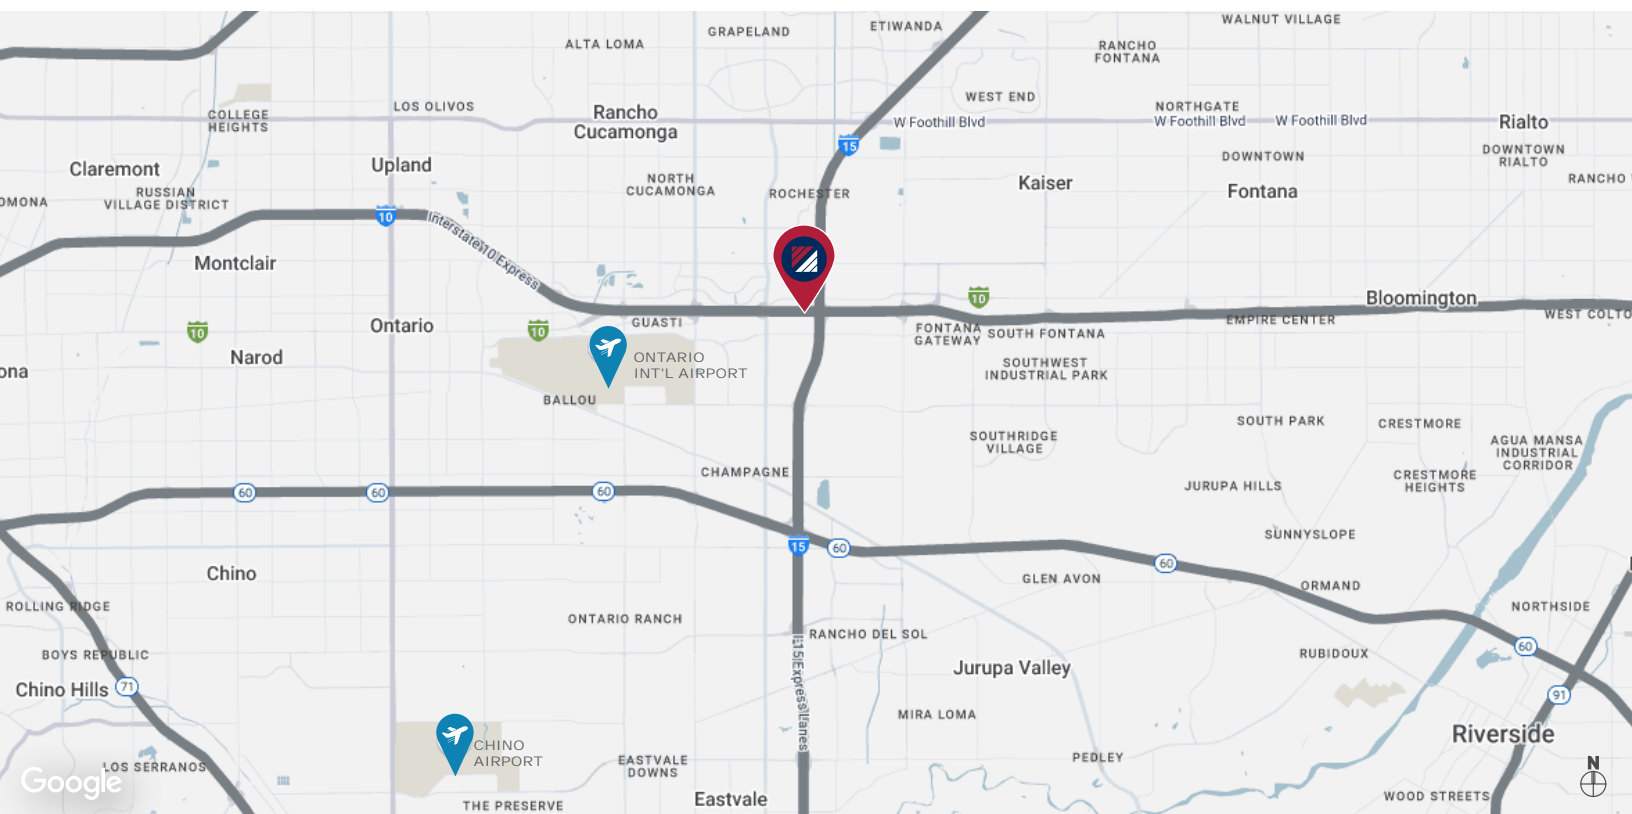 WALNUT VILLAGE
ETIWANDA
GRAPELAND
ALTA LOMA
RANCHO
FONTANA
WEST END
LOS OLIVOS
NORTHGATE
COLLEGE
HEIGHTS
Rancho
Cucamonga
W Foothill Blvd
W Foothill Blvd
W Foothill Blvd
Rialto
15
DOWNTOWN
RIALTO
DOWNTOWN
Claremont
Upland
NORTH
CUCAMONGA
ROCHESTER
Kaiser
Fontana
RANCHO
RUSSIAN
VILLAGE DISTRICT
OMONA
10
Interstate 10 Express
Montclair
10
Bloomington
WEST COLTO
EMPIRE CENTER
Ontario
10
10
GUASTI
FONTANA
GATEWAY
SOUTH FONTANA
Narod
ONTARIO
INT'L AIRPORT
SOUTHWEST
INDUSTRIAL PARK
ona
BALLOU
SOUTH PARK
CRESTMORE
SOUTHRIDGE
VILLAGE
AGUA MANSA
INDUSTRIAL
CORRIDOR
CHAMPAGNE
CRESTMORE
HEIGHTS
JURUPA HILLS
60
60
60
SUNNYSLOPE
15
60
60
Chino
GLEN AVON
ORMAND
ROLLING RIDGE
NORTHSIDE
ONTARIO RANCH
RANCHO DEL SOL
I-15 Express Lanes
60
BOYS REPUBLIC
RUBIDOUX
Jurupa Valley
Chino Hills
71
91
MIRA LOMA
Riverside
CHINO
AIRPORT
EASTVALE
DOWNS
PEDLEY
LOS SERRANOS
N
Google
Eastvale
THE PRESERVE
WOOD STREETS